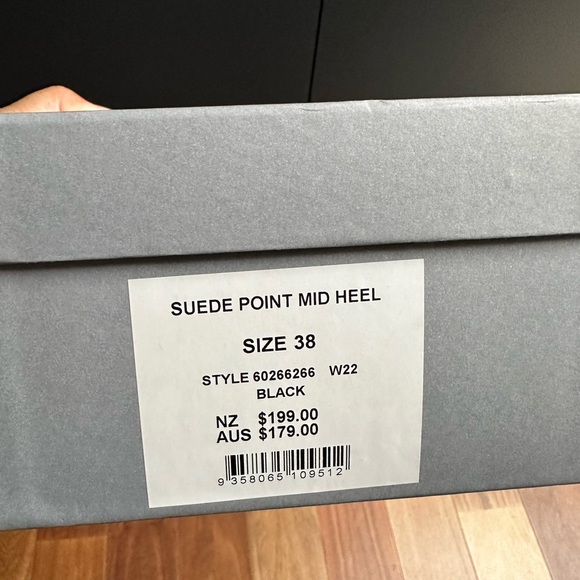 SUEDE POINT MID HEEL
SIZE 38
STYLE 60266266 W22
BLACK
NZ $199.00
AUS $179.00
9 358065 109512